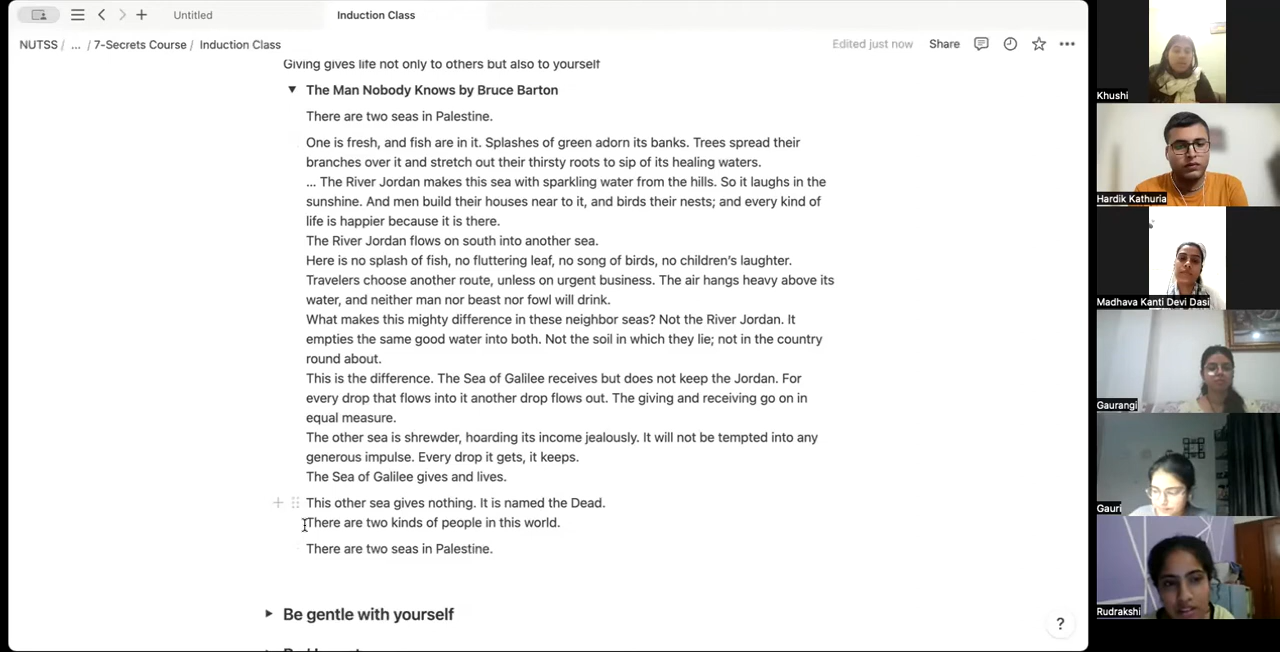 Untitled
Induction Class
NUTSS / ... / 7-Secrets Course / Induction Class
Edited just now
Share
Giving gives life not only to others but also to yourself
The Man Nobody Knows by Bruce Barton
There are two seas in Palestine.
One is fresh, and fish are in it. Splashes of green adorn its banks. Trees spread their
branches over it and stretch out their thirsty roots to sip of its healing waters.
... The River Jordan makes this sea with sparkling water from the hills. So it laughs in the
sunshine. And men build their houses near to it, and birds their nests; and every kind of
life is happier because it is there.
The River Jordan flows on south into another sea.
Here is no splash of fish, no fluttering leaf, no song of birds, no children's laughter.
Travelers choose another route, unless on urgent business. The air hangs heavy above its
water, and neither man nor beast nor fowl will drink.
What makes this mighty difference in these neighbor seas? Not the River Jordan. It
empties the same good water into both. Not the soil in which they lie; not in the country
round about.
This is the difference. The Sea of Galilee receives but does not keep the Jordan. For
every drop that flows into it another drop flows out. The giving and receiving go on in
equal measure.
The other sea is shrewder, hoarding its income jealously. It will not be tempted into any
generous impulse. Every drop it gets, it keeps.
The Sea of Galilee gives and lives.
This other sea gives nothing. It is named the Dead.
There are two kinds of people in this world.
There are two seas in Palestine.
Be gentle with yourself
?
Khushi
Hardik Kathuria
Madhava Kanti Devi Dasi
Gaurangi
Gauri
Rudrakshi